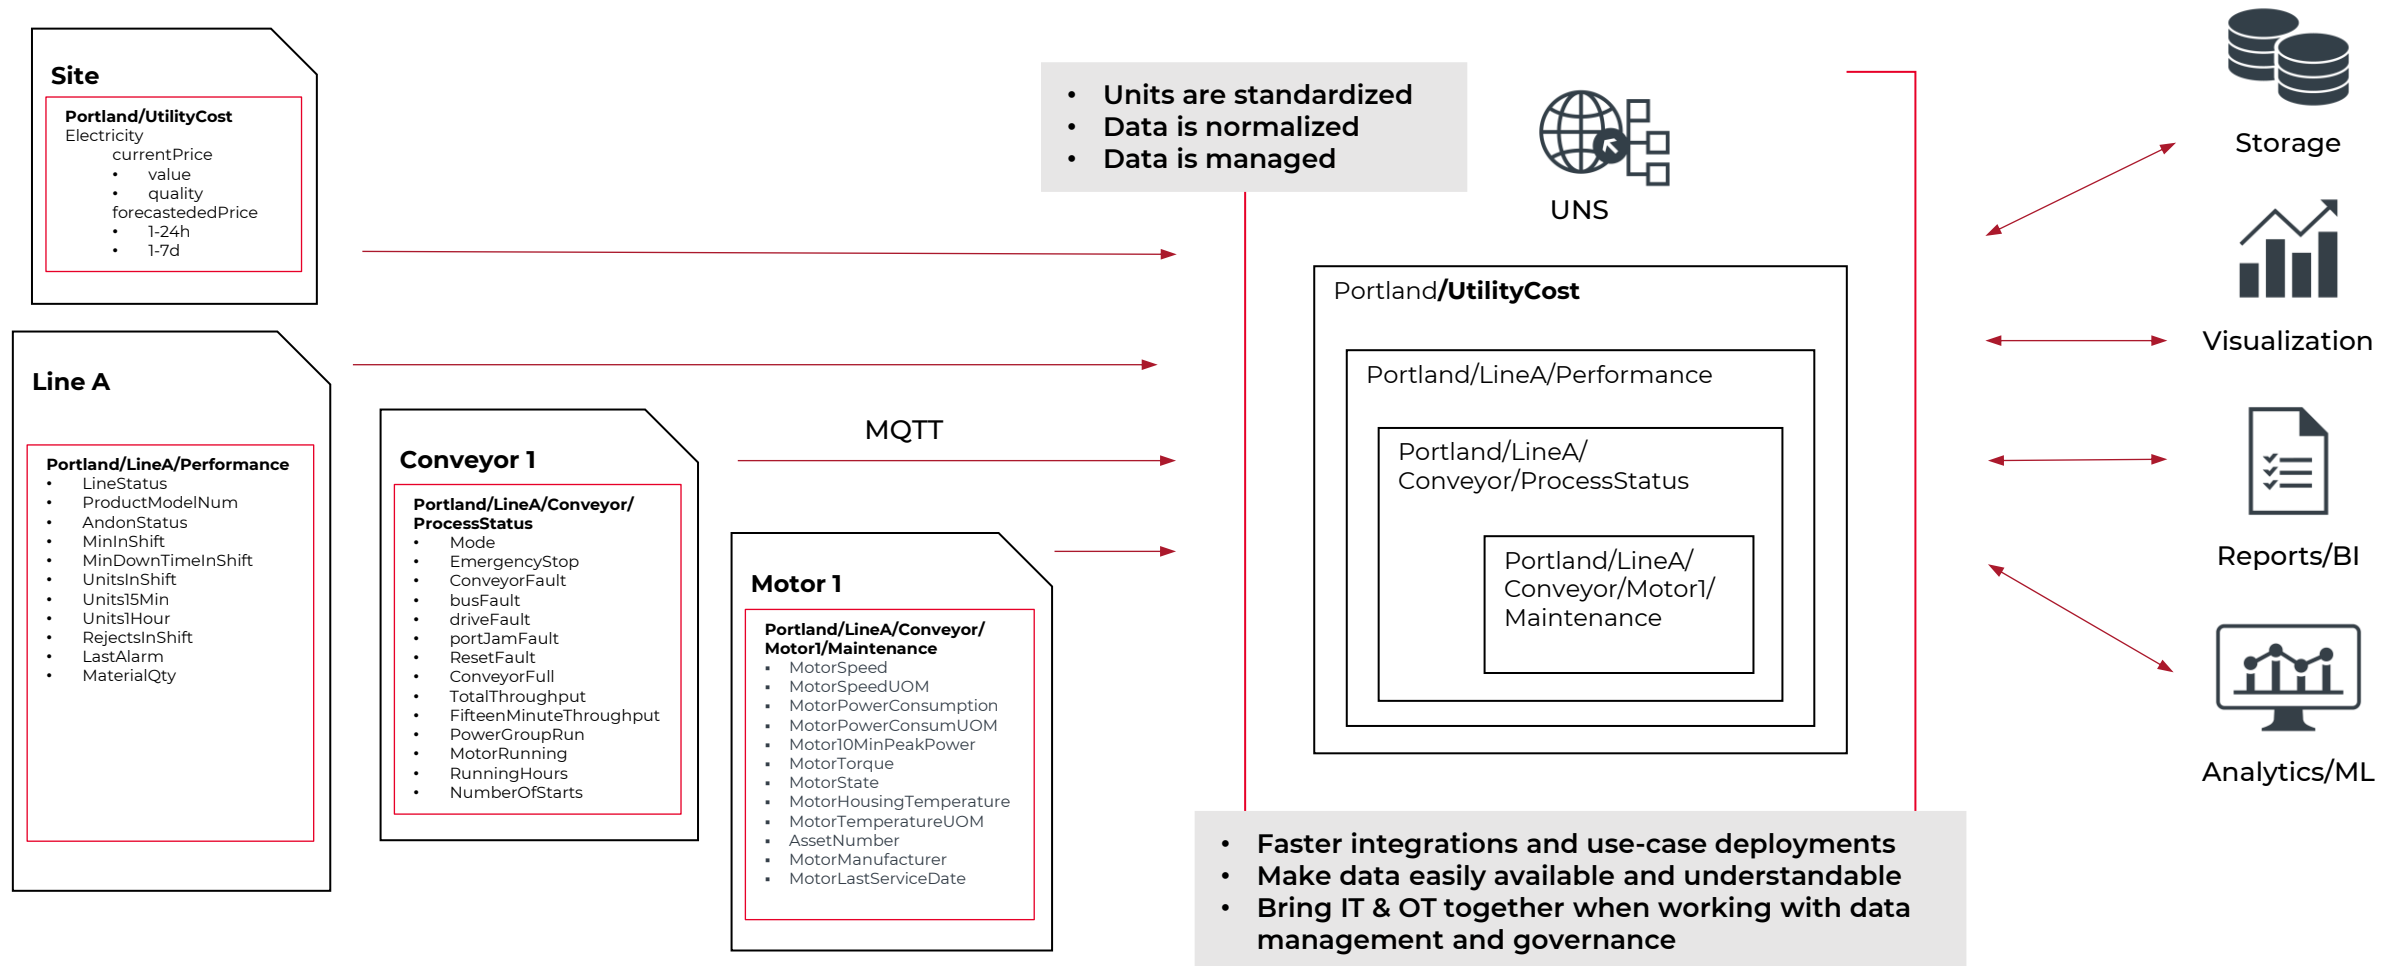 Site
Portland/UtilityCost
Electricity
currentPrice
• value
• quality
forecastededPrice
• 1-24h
• 1-7d
Line A
Portland/LineA/Performance
• LineStatus
• ProductModelNum
• AndonStatus
• MinInShift
• MinDownTimeInShift
• UnitsInShift
• Units15Min
• Units1Hour
• RejectsInShift
• LastAlarm
• MaterialQty
Conveyor 1
Portland/LineA/Conveyor/
ProcessStatus
• Mode
• EmergencyStop
• ConveyorFault
• busFault
• driveFault
• portJamFault
• ResetFault
• ConveyorFull
• TotalThroughput
• FifteenMinuteThroughput
• PowerGroupRun
• MotorRunning
• RunningHours
• NumberOfStarts
Motor 1
Portland/LineA/Conveyor/
Motor1/Maintenance
▪ MotorSpeed
▪ MotorSpeedUOM
▪ MotorPowerConsumption
▪ MotorPowerConsumUOM
▪ Motor10MinPeakPower
▪ MotorTorque
▪ MotorState
▪ MotorHousingTemperature
▪ MotorTemperatureUOM
▪ AssetNumber
▪ MotorManufacturer
▪ MotorLastServiceDate
MQTT
• Units are standardized
• Data is normalized
• Data is managed
UNS
Portland/UtilityCost
Portland/LineA/Performance
Portland/LineA/
Conveyor/ProcessStatus
Portland/LineA/
Conveyor/Motor1/
Maintenance
• Faster integrations and use-case deployments
• Make data easily available and understandable
• Bring IT & OT together when working with data
management and governance
Storage
Visualization
Reports/BI
Analytics/ML